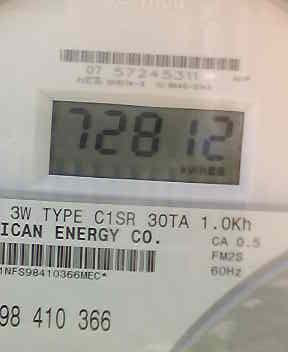 07 57245311
72812
3W TYPE C1SR 30TA 1.0Kh
ICAN ENERGY CO.
CA 0.5
FM2S
60Hz
1NFS98410366MEC*
98 410 366